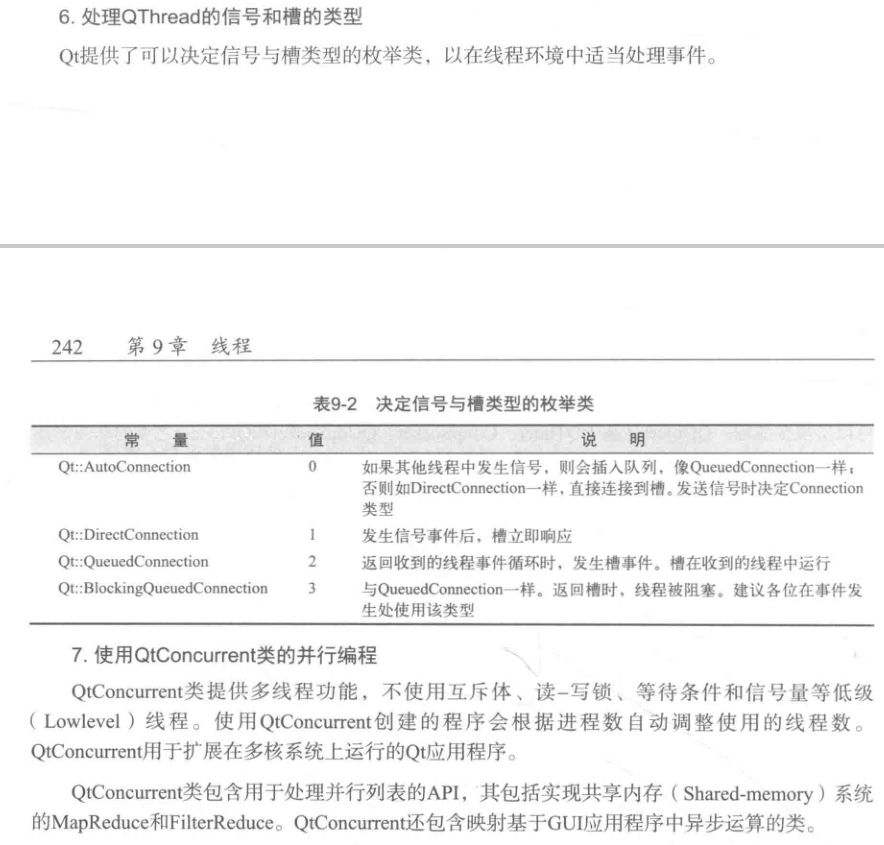 6. 处理QThread的信号和槽的类型
Qt提供了可以决定信号与槽类型的枚举类，以在线程环境中适当处理事件。
242 第9章 线程
表9-2 决定信号与槽类型的枚举类
常 量 值 说 明
Qt::AutoConnection 0 如果其他线程中发生信号，则会插入队列，像QueuedConnection一样；
否则如DirectConnection一样，直接连接到槽。发送信号时决定Connection
类型
Qt::DirectConnection 1 发生信号事件后，槽立即响应
Qt::QueuedConnection 2 返回收到的线程事件循环时，发生槽事件。槽在收到的线程中运行
Qt::BlockingQueuedConnection 3 与QueuedConnection一样。返回槽时，线程被阻塞。建议各位在事件发
生处使用该类型
7. 使用QtConcurrent类的并行编程
QtConcurrent类提供多线程功能，不使用互斥体、读–写锁、等待条件和信号量等低级
（Lowlevel）线程。使用QtConcurrent创建的程序会根据进程数自动调整使用的线程数。
QtConcurrent用于扩展在多核系统上运行的Qt应用程序。
QtConcurrent类包含用于处理并行列表的API，其包括实现共享内存（Shared-memory）系统
的MapReduce和FilterReduce。QtConcurrent还包含映射基于GUI应用程序中异步运算的类。